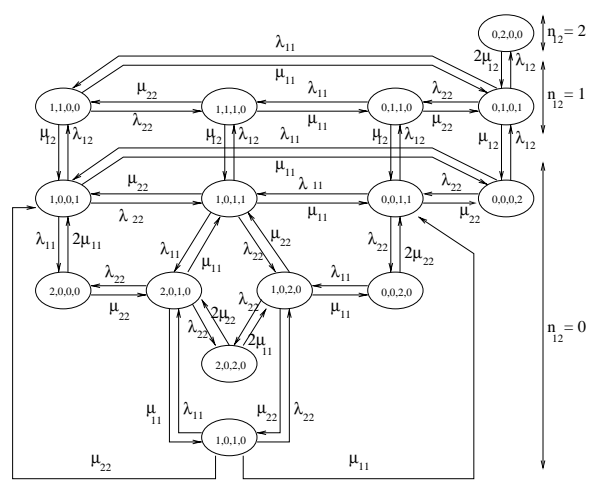 0,2,0,0
n12 = 2
λ11
2μ12 λ12
μ11
n12 = 1
μ22 λ11 λ22
1,1,0,0 1,1,1,0 0,1,1,0 0,1,0,1
λ22 μ11 μ22
μ12 λ12 μ12 λ12 λ11 μ12 λ12 μ12 λ12
μ11
μ22 λ11 λ22
1,0,0,1 1,0,1,1 0,0,1,1 0,0,0,2
λ22 μ11 μ22
λ11 2μ11 λ11 μ11 λ22 μ22 λ22 2μ22
λ22 λ11
2,0,0,0 2,0,1,0 1,0,2,0 0,0,2,0
μ22 λ22 2μ22 λ22 2μ11 μ11
n12 = 0
2,0,2,0
μ11 λ11 μ22 λ22
1,0,1,0
μ22 μ11